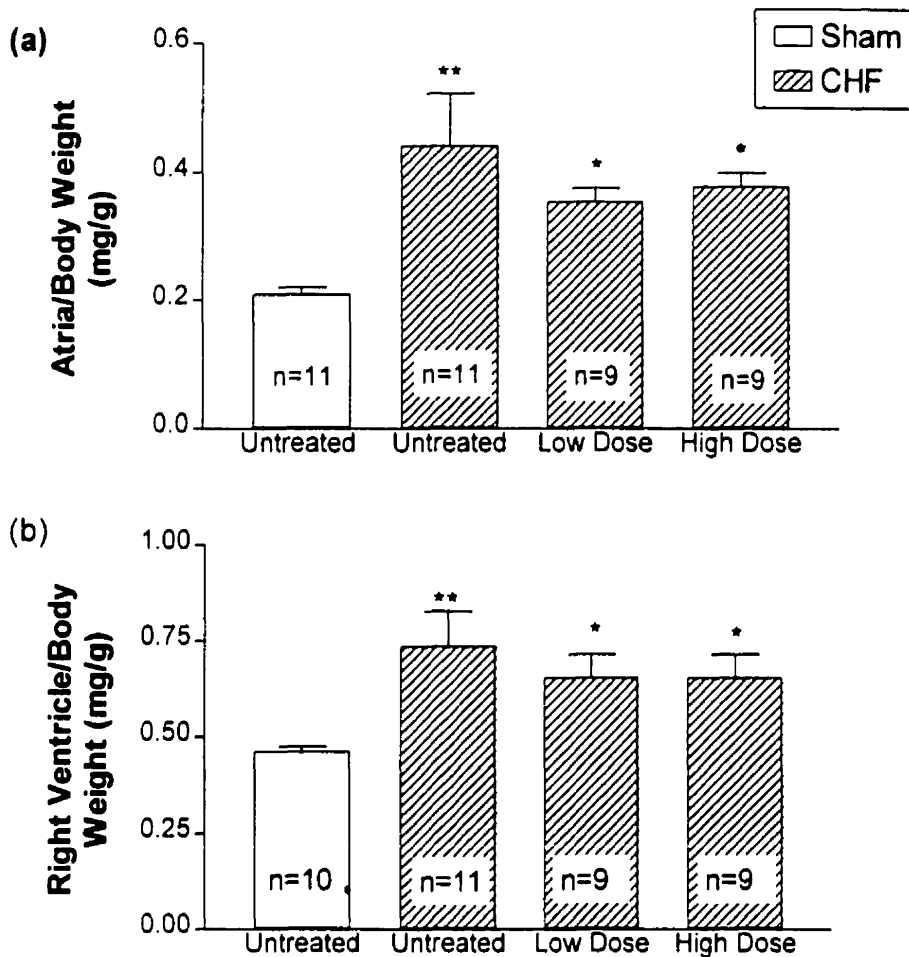 (a)
Sham
CHF
Atria/Body Weight
(mg/g)
0.6
0.4
0.2
0.0
**
*
*
n=11
n=11
n=9
n=9
Untreated
Untreated
Low Dose
High Dose
(b)
Right Ventricle/Body
Weight (mg/g)
1.00
0.75
0.50
0.25
0.00
**
*
*
n=10
n=11
n=9
n=9
Untreated
Untreated
Low Dose
High Dose